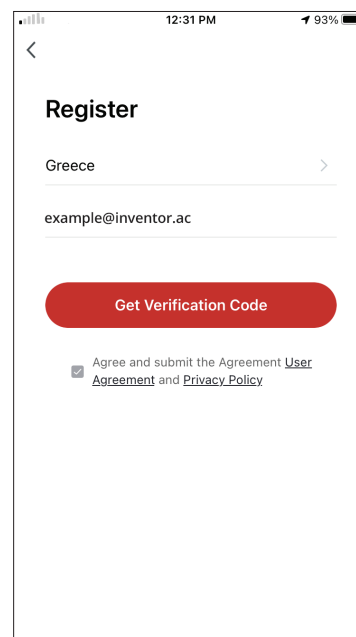 12:31 PM
93%
Register
Greece
example@inventor.ac
Get Verification Code
Agree and submit the Agreement User
Agreement and Privacy Policy